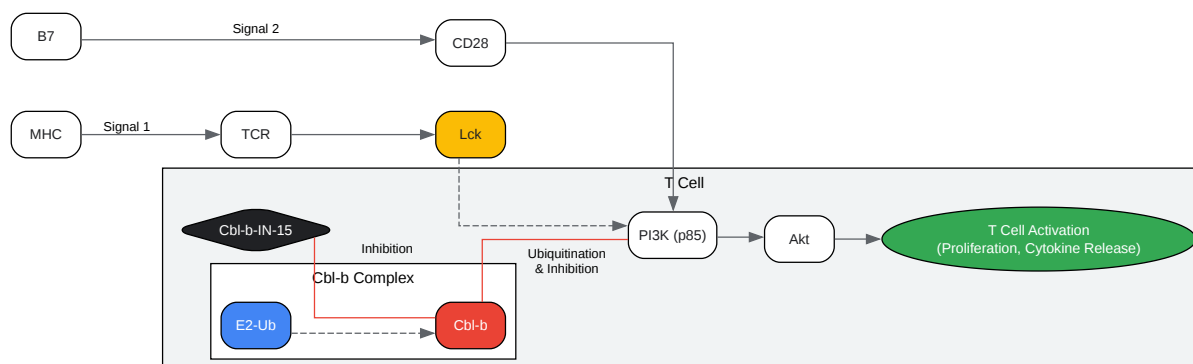 B7
Signal 2
CD28
MHC
Signal 1
TCR
Lck
T Cell
Cbl-b-IN-15
Inhibition
Ubiquitination
& Inhibition
PI3K (p85)
Akt
T Cell Activation
(Proliferation, Cytokine Release)
Cbl-b Complex
E2-Ub
Cbl-b